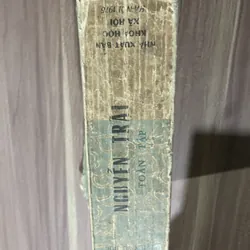 NGUYỄN TRÃI
TOÀN TẬP
NHÀ XUẤT BẢN
KHOA HỌC
XÃ HỘI